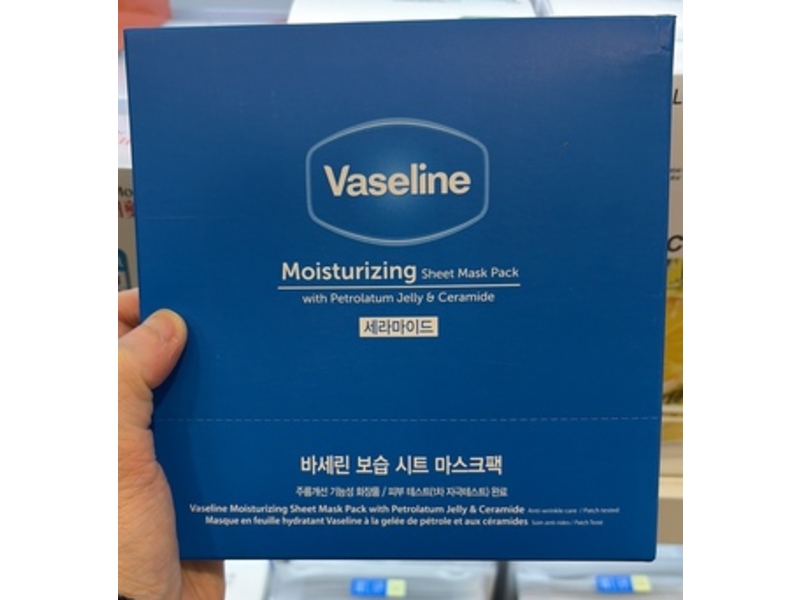 Vaseline
Moisturizing Sheet Mask Pack
with Petrolatum Jelly & Ceramide
세라마이드
바세린 보습 시트 마스크팩
주름개선 기능성 화장품 / 피부 테스트(1차 자극테스트) 완료
Vaseline Moisturizing Sheet Mask Pack with Petrolatum Jelly & Ceramide Anti-wrinkle care / Patch tested
Masque en feuille hydratant Vaseline à la gelée de pétrole et aux céramides Soin anti-rides / Patch Testé